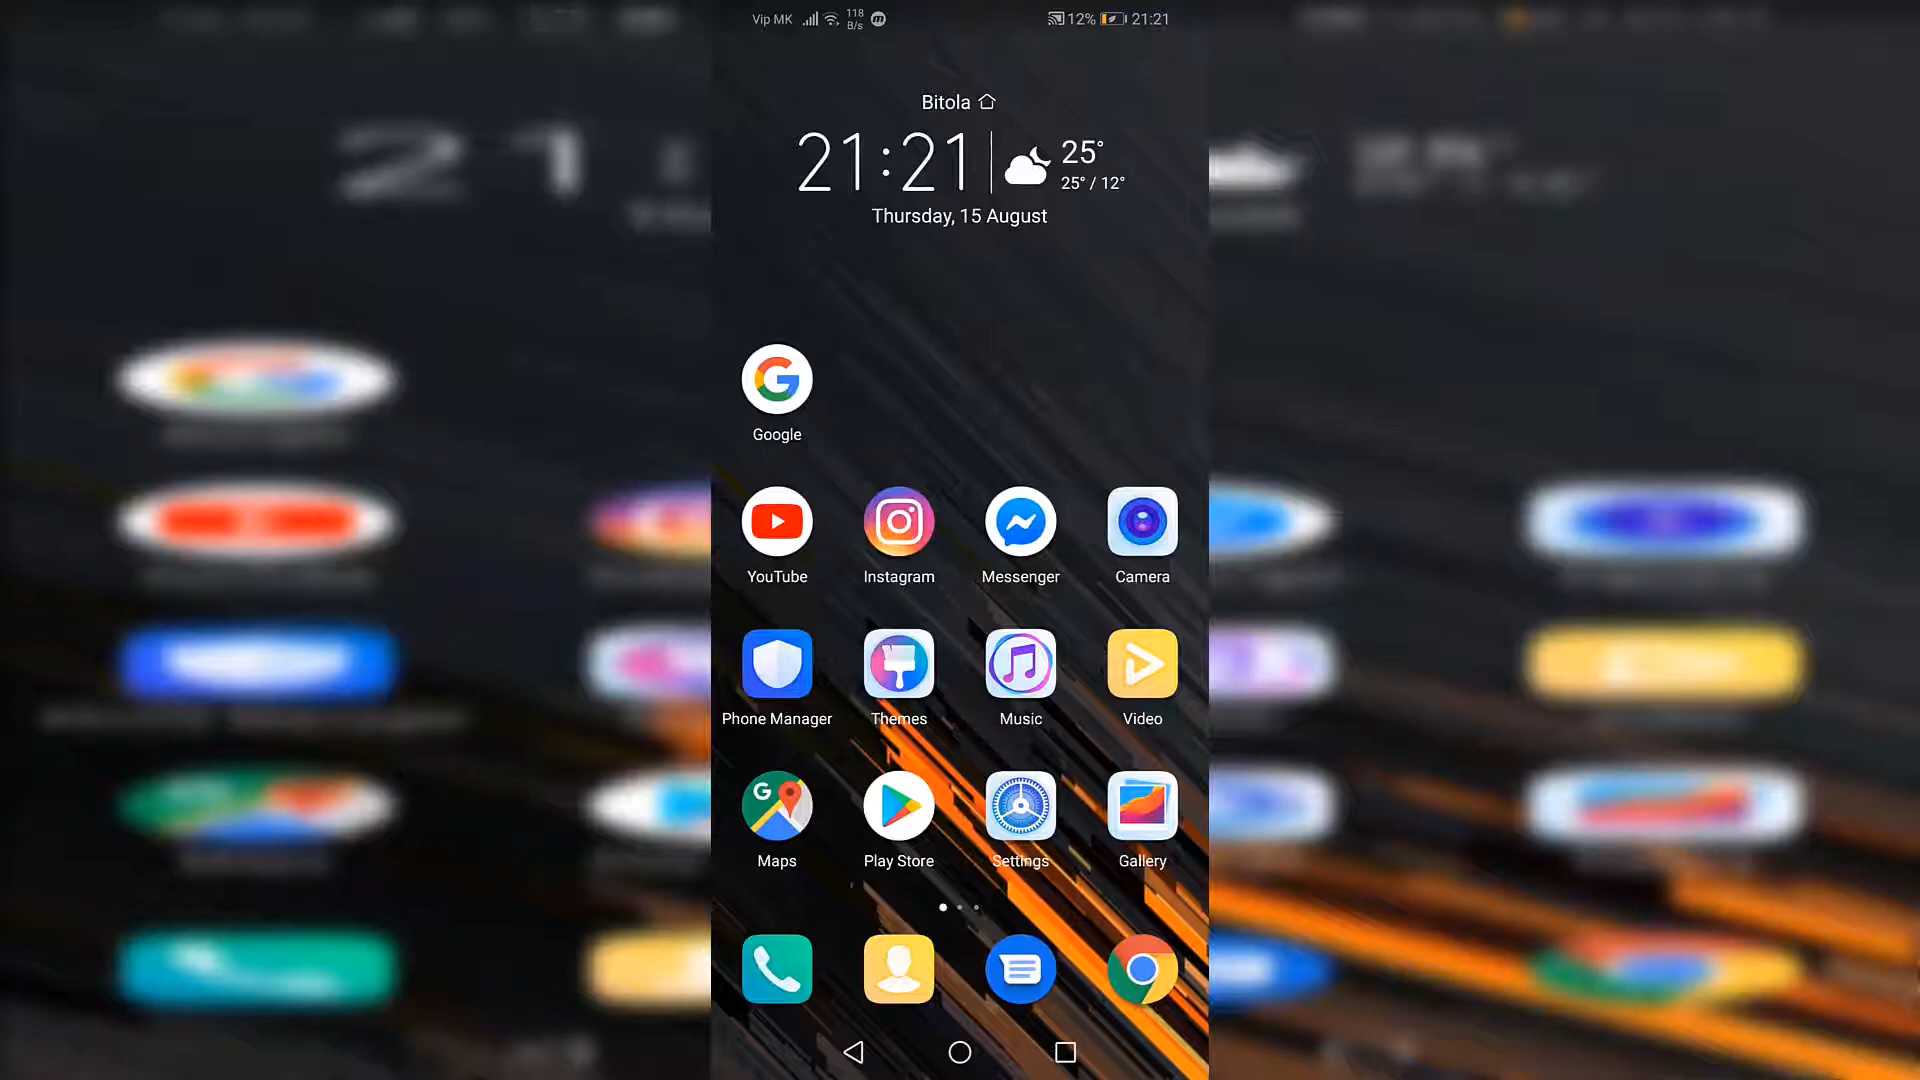 Vip MK 118 B/s 12% 21:21
Bitola
21:21 25°
25° / 12°
Thursday, 15 August
Google
YouTube Instagram Messenger Camera
Phone Manager Themes Music Video
Maps Play Store Settings Gallery